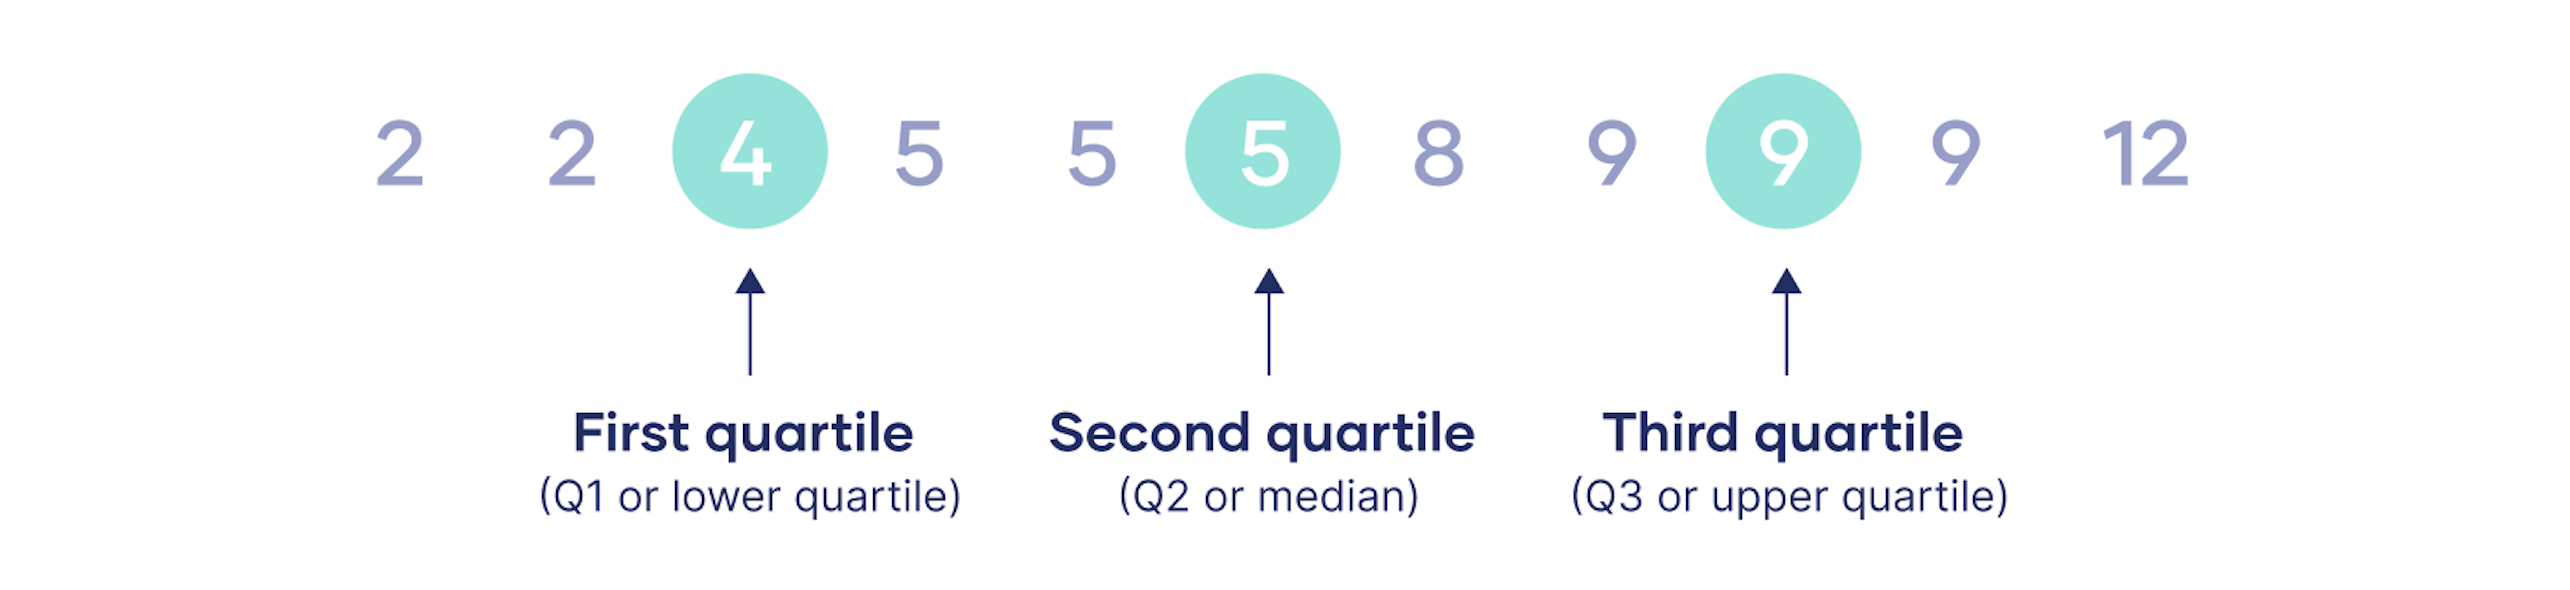 2 2 4 5 5 5 8 9 9 9 12
First quartile Second quartile Third quartile
(Q1 or lower quartile) (Q2 or median) (Q3 or upper quartile)